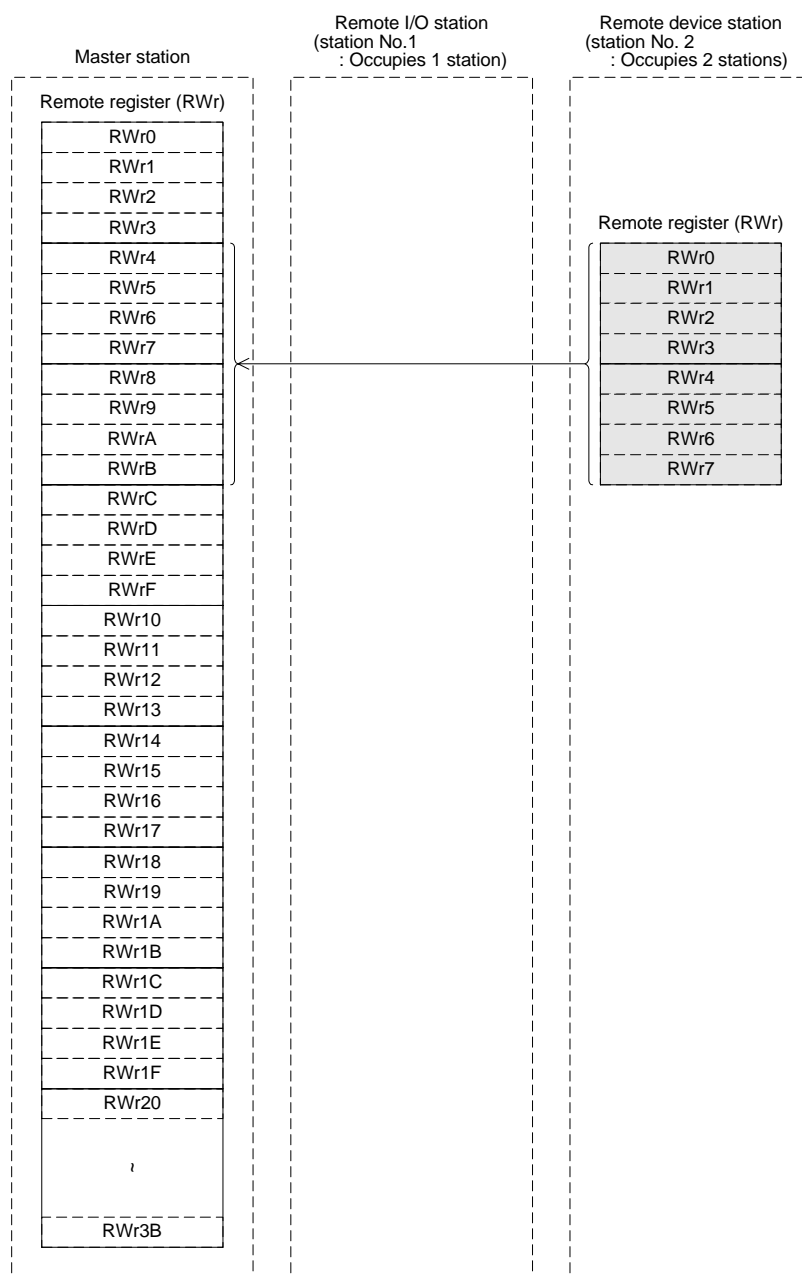 Master station
Remote I/O station
(station No.1
: Occupies 1 station)
Remote device station
(station No. 2
: Occupies 2 stations)
Remote register (RWr)
RWr0
RWr1
RWr2
RWr3
RWr4
RWr5
RWr6
RWr7
RWr8
RWr9
RWrA
RWrB
RWrC
RWrD
RWrE
RWrF
RWr10
RWr11
RWr12
RWr13
RWr14
RWr15
RWr16
RWr17
RWr18
RWr19
RWr1A
RWr1B
RWr1C
RWr1D
RWr1E
RWr1F
RWr20
~
RWr3B
Remote register (RWr)
RWr0
RWr1
RWr2
RWr3
RWr4
RWr5
RWr6
RWr7